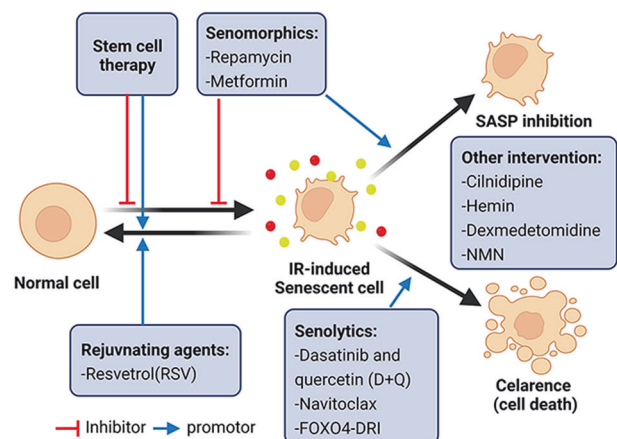 Stem cell
therapy
Senomorphics:
-Repamycin
-Metformin
SASP inhibition
Other intervention:
-Cilnidipine
-Hemin
-Dexmedetomidine
-NMN
Normal cell
IR-induced
Senescent cell
Rejuvnating agents:
-Resvetrol(RSV)
Senolytics:
-Dasatinib and
quercetin (D+Q)
-Navitoclax
-FOXO4-DRI
Celarence
(cell death)
Inhibitor
promotor